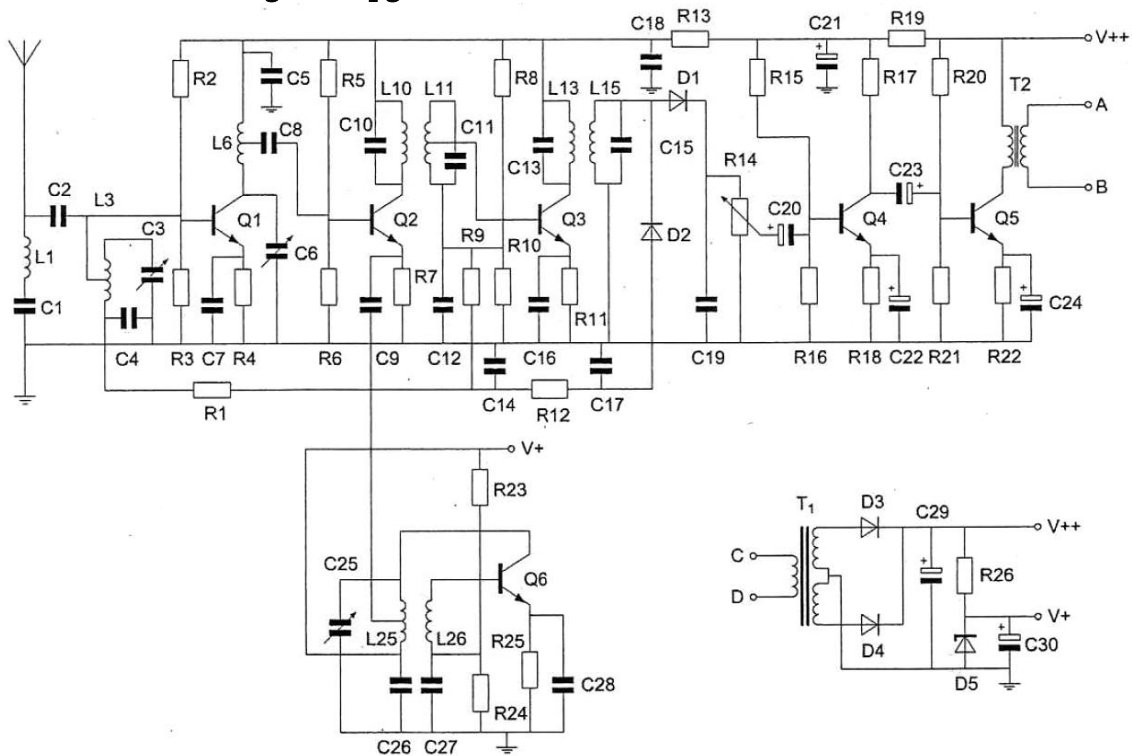 C18 R13 C21 R19
V++
R2 C5 R5 L10 L11 R8 L13 L15 D1 R15 R17 R20 T2
C8 C10 C11 A
L6 C13 C15 R14 C23
C2 L3 B
C3 Q1 Q2 Q3 C20 Q4 Q5
L1 C6 R9 R10 D2
R7
C1 R11 C24
C4 R3 C7 R4 R6 C9 C12 C16 C19 R16 R18 C22 R21 R22
R1 C14 R12 C17
V+
R23
T1 D3 C29 V++
C25 Q6 C
R26
D V+
L25 L26 R25 C30
D4 D5
C28
R24
C26 C27